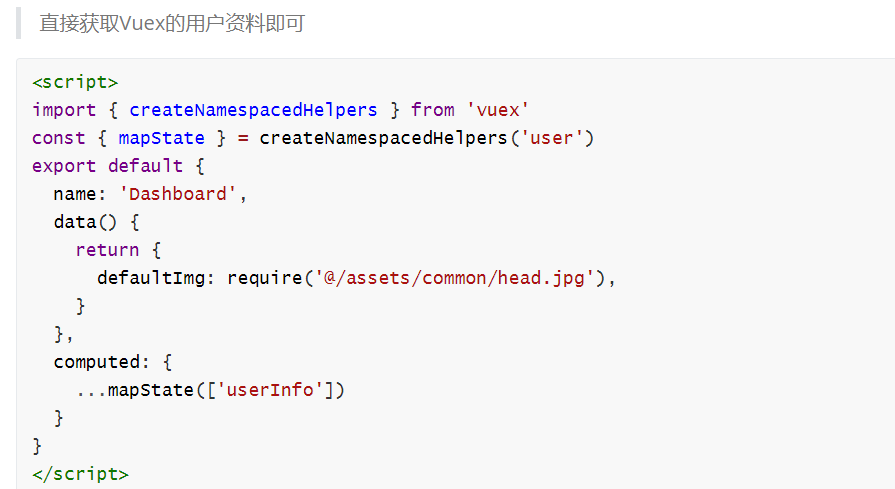 直接获取Vuex的用户资料即可
<script>
import { createNamespacedHelpers } from 'vuex'
const { mapState } = createNamespacedHelpers('user')
export default {
  name: 'Dashboard',
  data() {
    return {
      defaultImg: require('@/assets/common/head.jpg'),
    }
  },
  computed: {
    ...mapState(['userInfo'])
  }
}
</script>